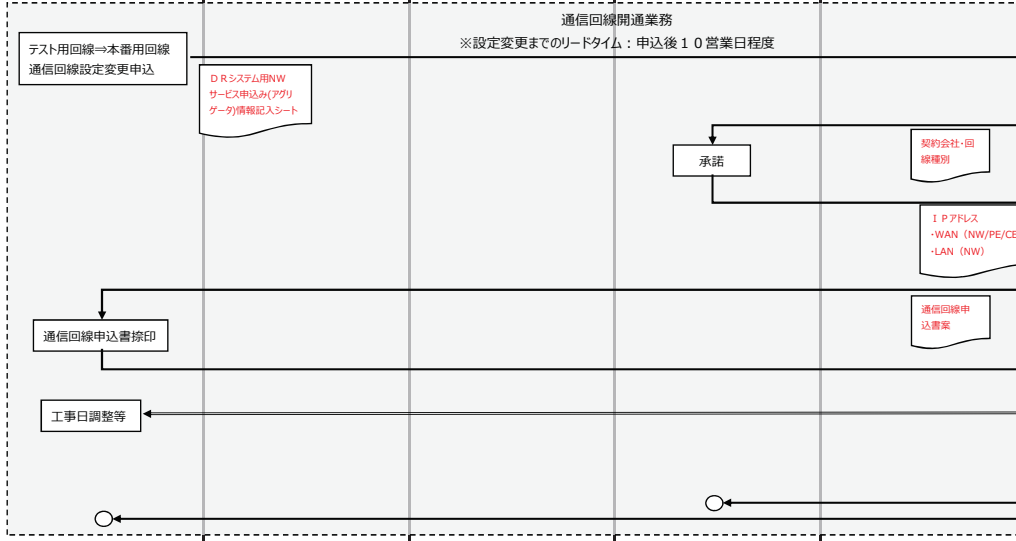 通信回線開通業務
※設定変更までのリードタイム：申込後１０営業日程度
テスト用回線⇒本番用回線
通信回線設定変更申込
ＤＲシステム用NW
サービス申込み(アグリ
ゲータ)情報記入シート
承諾
契約会社・回
線種別
ＩＰアドレス
・WAN（NW/PE/CE
・LAN（NW）
通信回線申込書捺印
通信回線申
込書案
工事日調整等